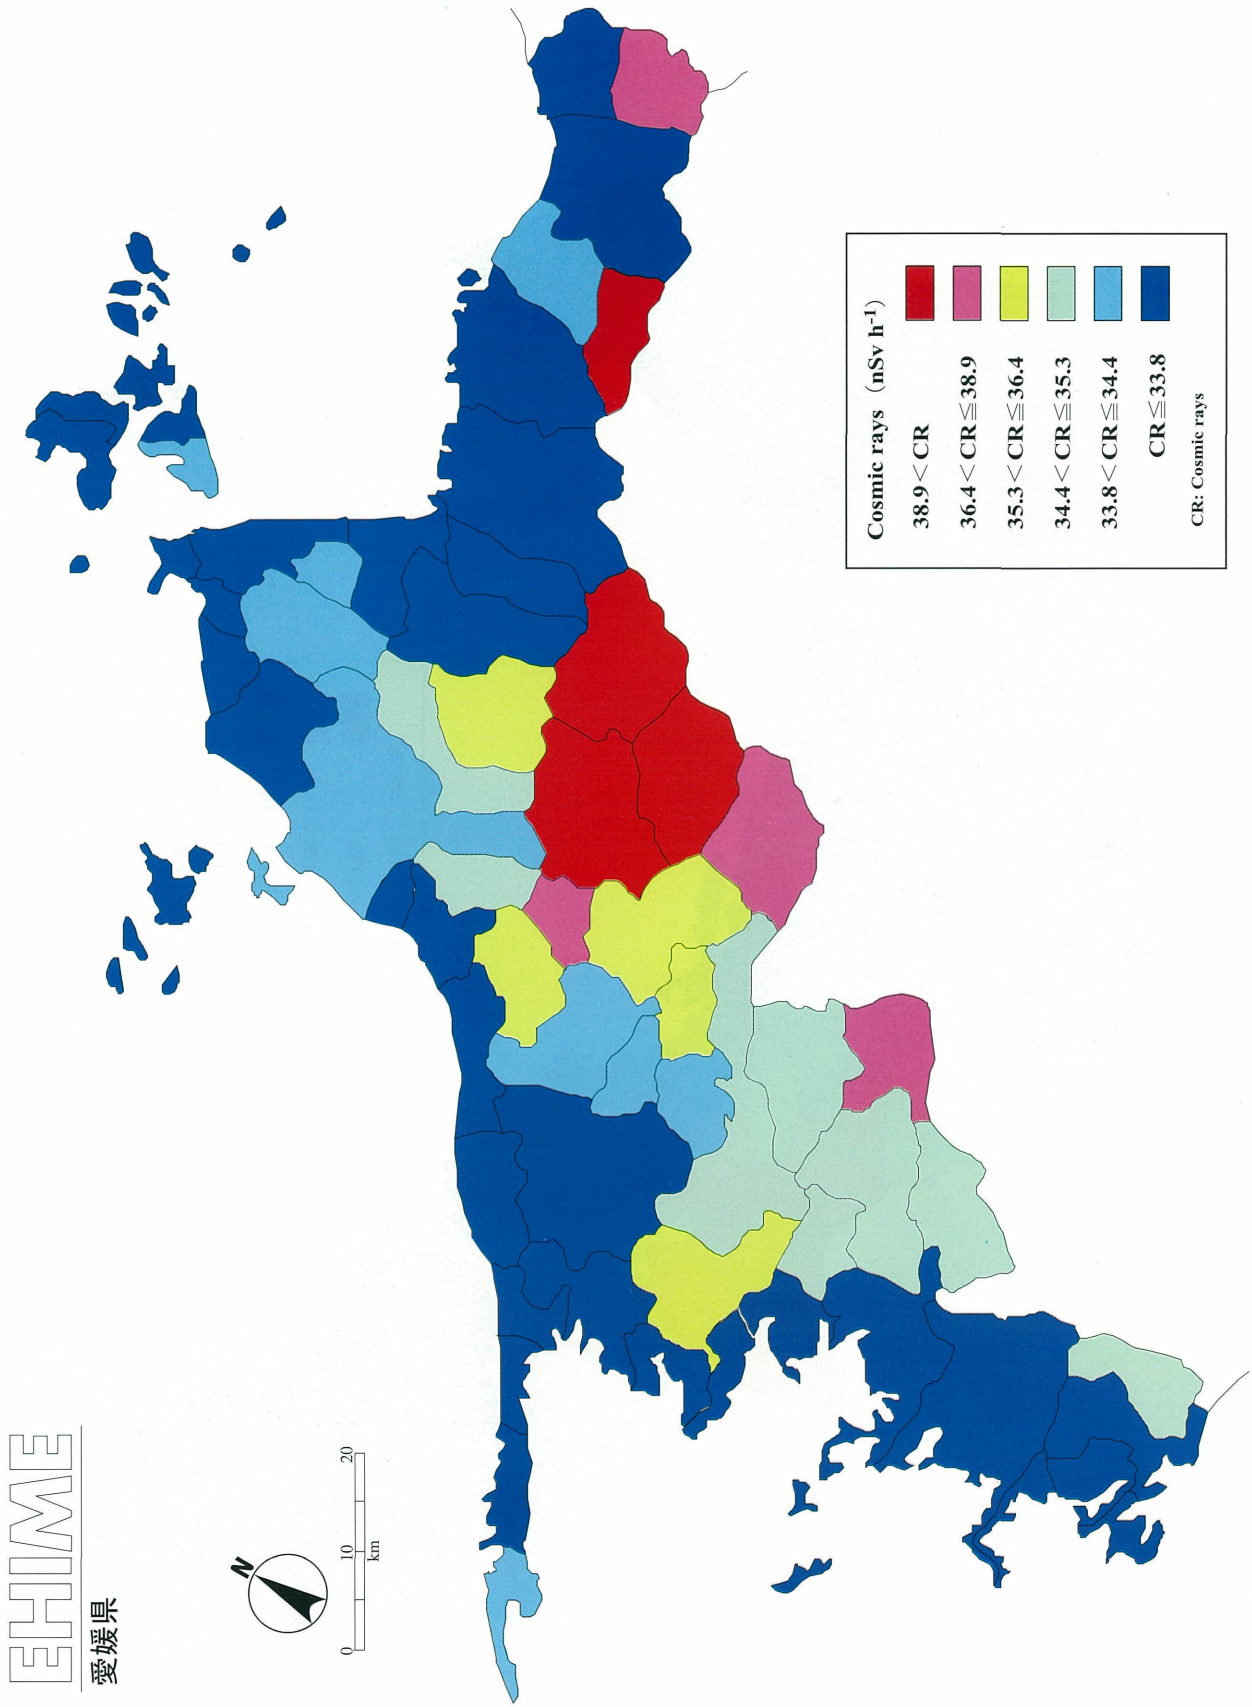 EHIME
愛媛県
N
0 10 20
km
Cosmic rays (nSv h⁻¹)
38.9＜CR
36.4＜CR≦38.9
35.3＜CR≦36.4
34.4＜CR≦35.3
33.8＜CR≦34.4
CR≦33.8
CR: Cosmic rays